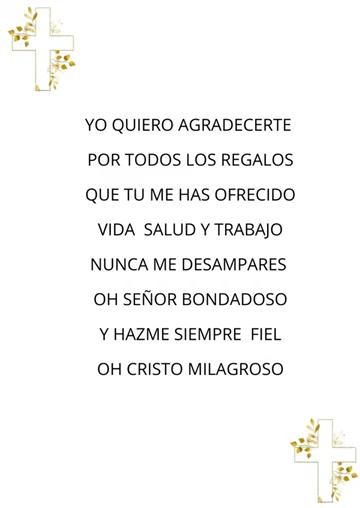 YO QUIERO AGRADECERTE
POR TODOS LOS REGALOS
QUE TU ME HAS OFRECIDO
VIDA  SALUD Y TRABAJO
NUNCA ME DESAMPARES
OH SEÑOR BONDADOSO
Y HAZME SIEMPRE  FIEL
OH CRISTO MILAGROSO